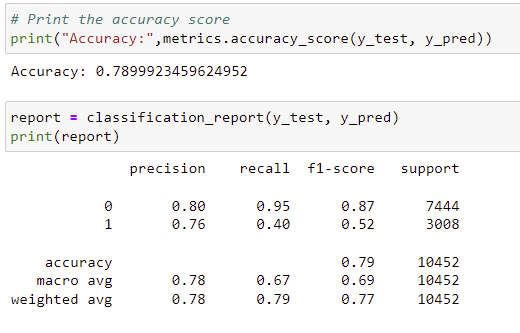 # Print the accuracy score
print("Accuracy:",metrics.accuracy_score(y_test, y_pred))
Accuracy: 0.7899923459624952
report = classification_report(y_test, y_pred)
print(report)
precision recall f1-score support
0 0.80 0.95 0.87 7444
1 0.76 0.40 0.52 3008
accuracy 0.79 10452
macro avg 0.78 0.67 0.69 10452
weighted avg 0.78 0.79 0.77 10452